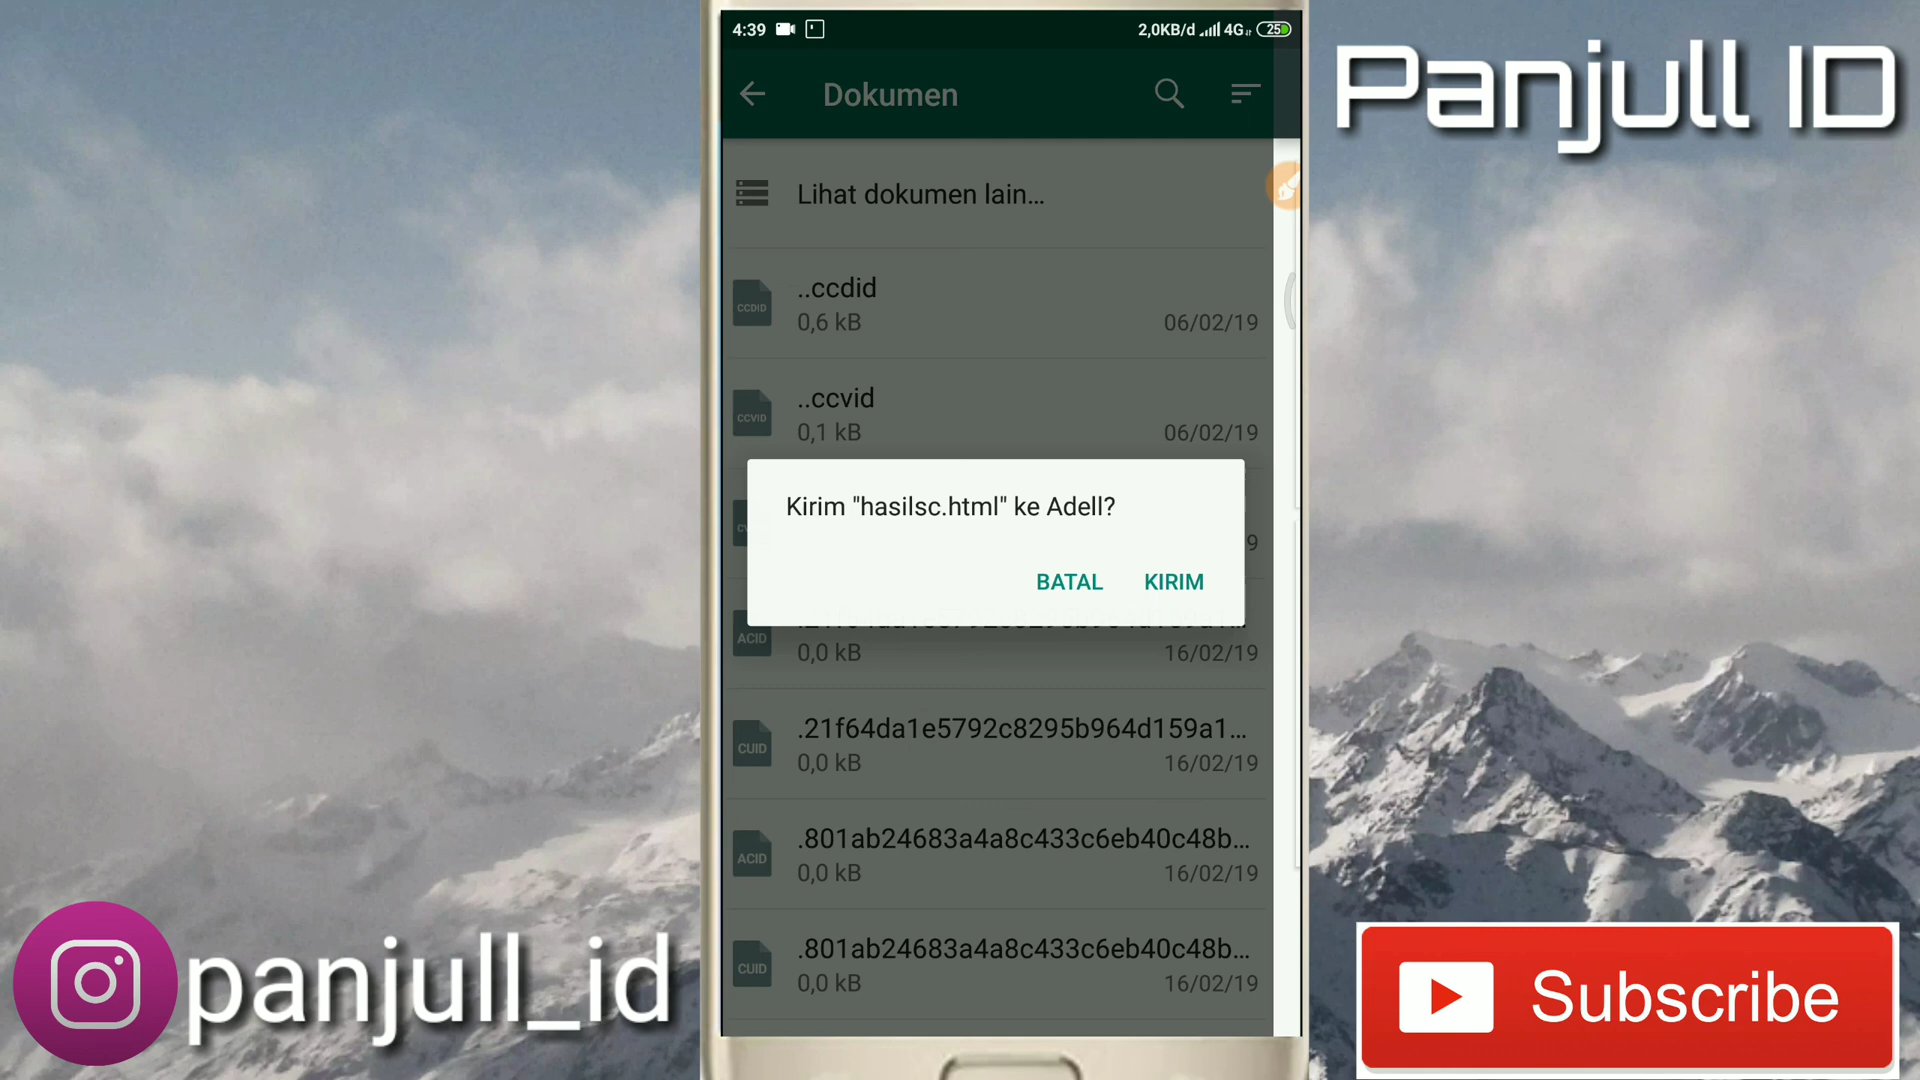 Panjull ID
4:39
2,0KB/d 4G 25
Dokumen
Lihat dokumen lain...
CCDID
..ccdid
0,6 kB 06/02/19
CCVID
..ccvid
0,1 kB 06/02/19
Kirim "hasilsc.html" ke Adell?
BATAL KIRIM
ACID
0,0 kB 16/02/19
CUID
.21f64da1e5792c8295b964d159a1...
0,0 kB 16/02/19
ACID
.801ab24683a4a8c433c6eb40c48b...
0,0 kB 16/02/19
CUID
.801ab24683a4a8c433c6eb40c48b...
0,0 kB 16/02/19
panjull_id
Subscribe